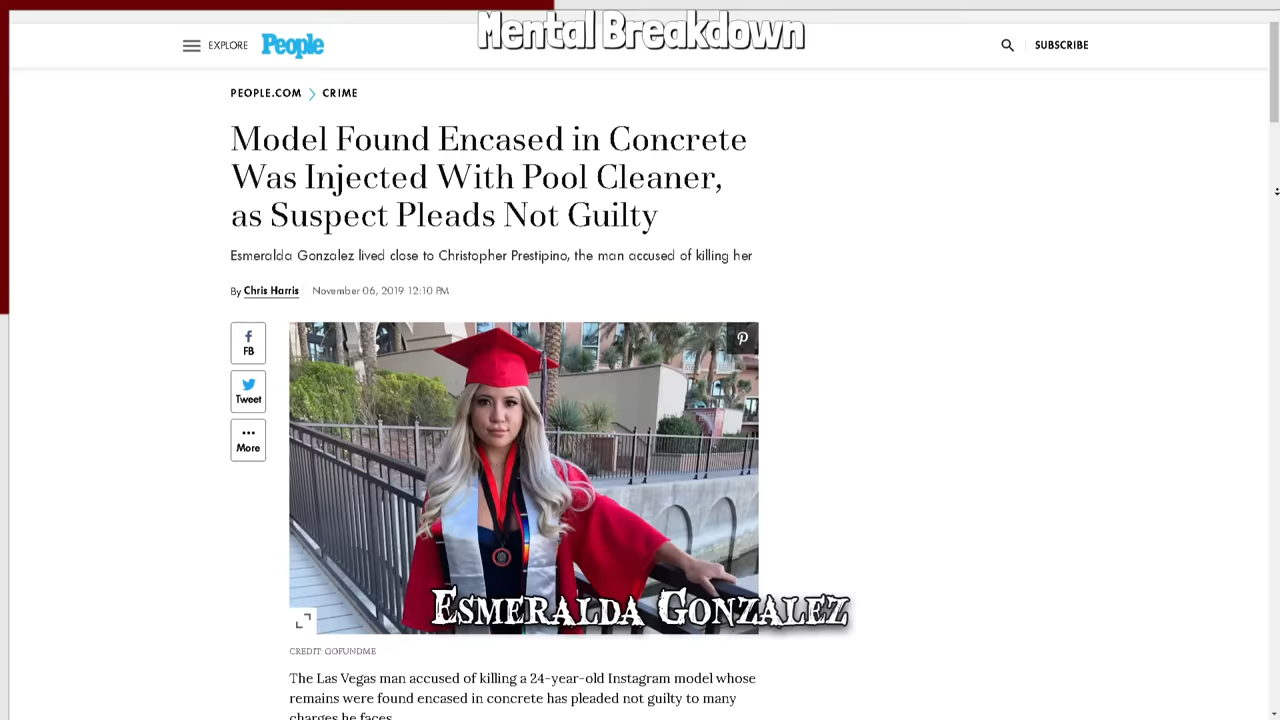 Mental Breakdown
EXPLORE People SUBSCRIBE
PEOPLE.COM CRIME
Model Found Encased in Concrete
Was Injected With Pool Cleaner,
as Suspect Pleads Not Guilty
Esmeralda Gonzalez lived close to Christopher Prestipino, the man accused of killing her
By Chris Harris November 06, 2019 12:10 PM
FB
Tweet
More
Esmeralda Gonzalez
CREDIT: GOFUNDME
The Las Vegas man accused of killing a 24-year-old Instagram model whose
remains were found encased in concrete has pleaded not guilty to many
charges he faces